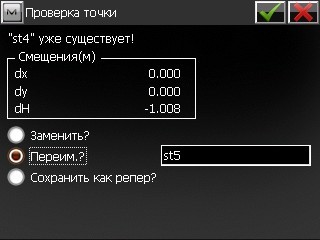 M Проверка точки
"st4" уже существует!
Смещения(м)
dx 0.000
dy 0.000
dH -1.008
Заменить?
Переим.? st5
Сохранить как репер?